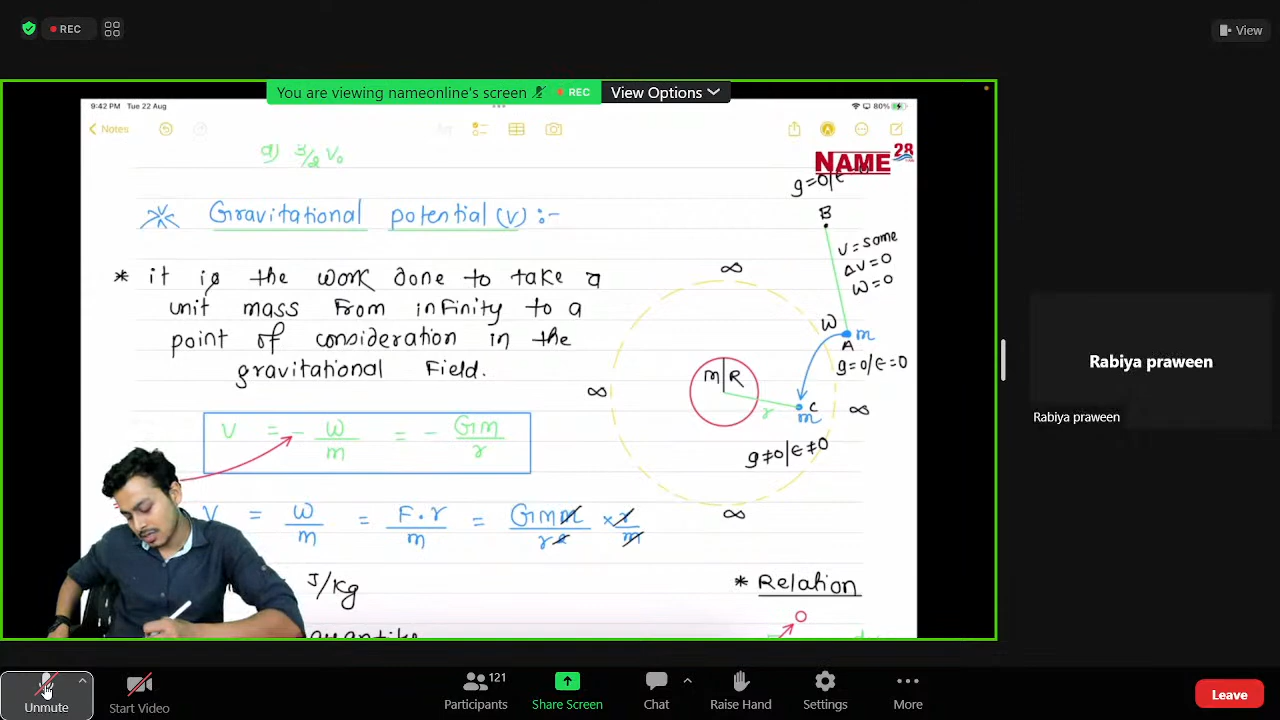 REC
View
You are viewing nameonline's screen REC View Options
9:42 PM Tue 22 Aug
80%
Notes
a) 3/2 V₀
NAME 28
* Gravitational potential (v) :-
g=0/E=0
B
V = some
ΔV = 0
W = 0
* it is the work done to take a
unit mass from infinity to a
point of consideration in the
gravitational Field.
∞
W
m
A
g=0/E=0
∞
M R
r
C
m
∞
g≠0/E≠0
∞
V = - W/m = - GM/r
V = W/m = F.r/m = GMm/r² × r/m
J/Kg
* Relation
0
Rabiya praween
Rabiya praween
Unmute
Start Video
121
Participants
Share Screen
Chat
Raise Hand
Settings
More
Leave